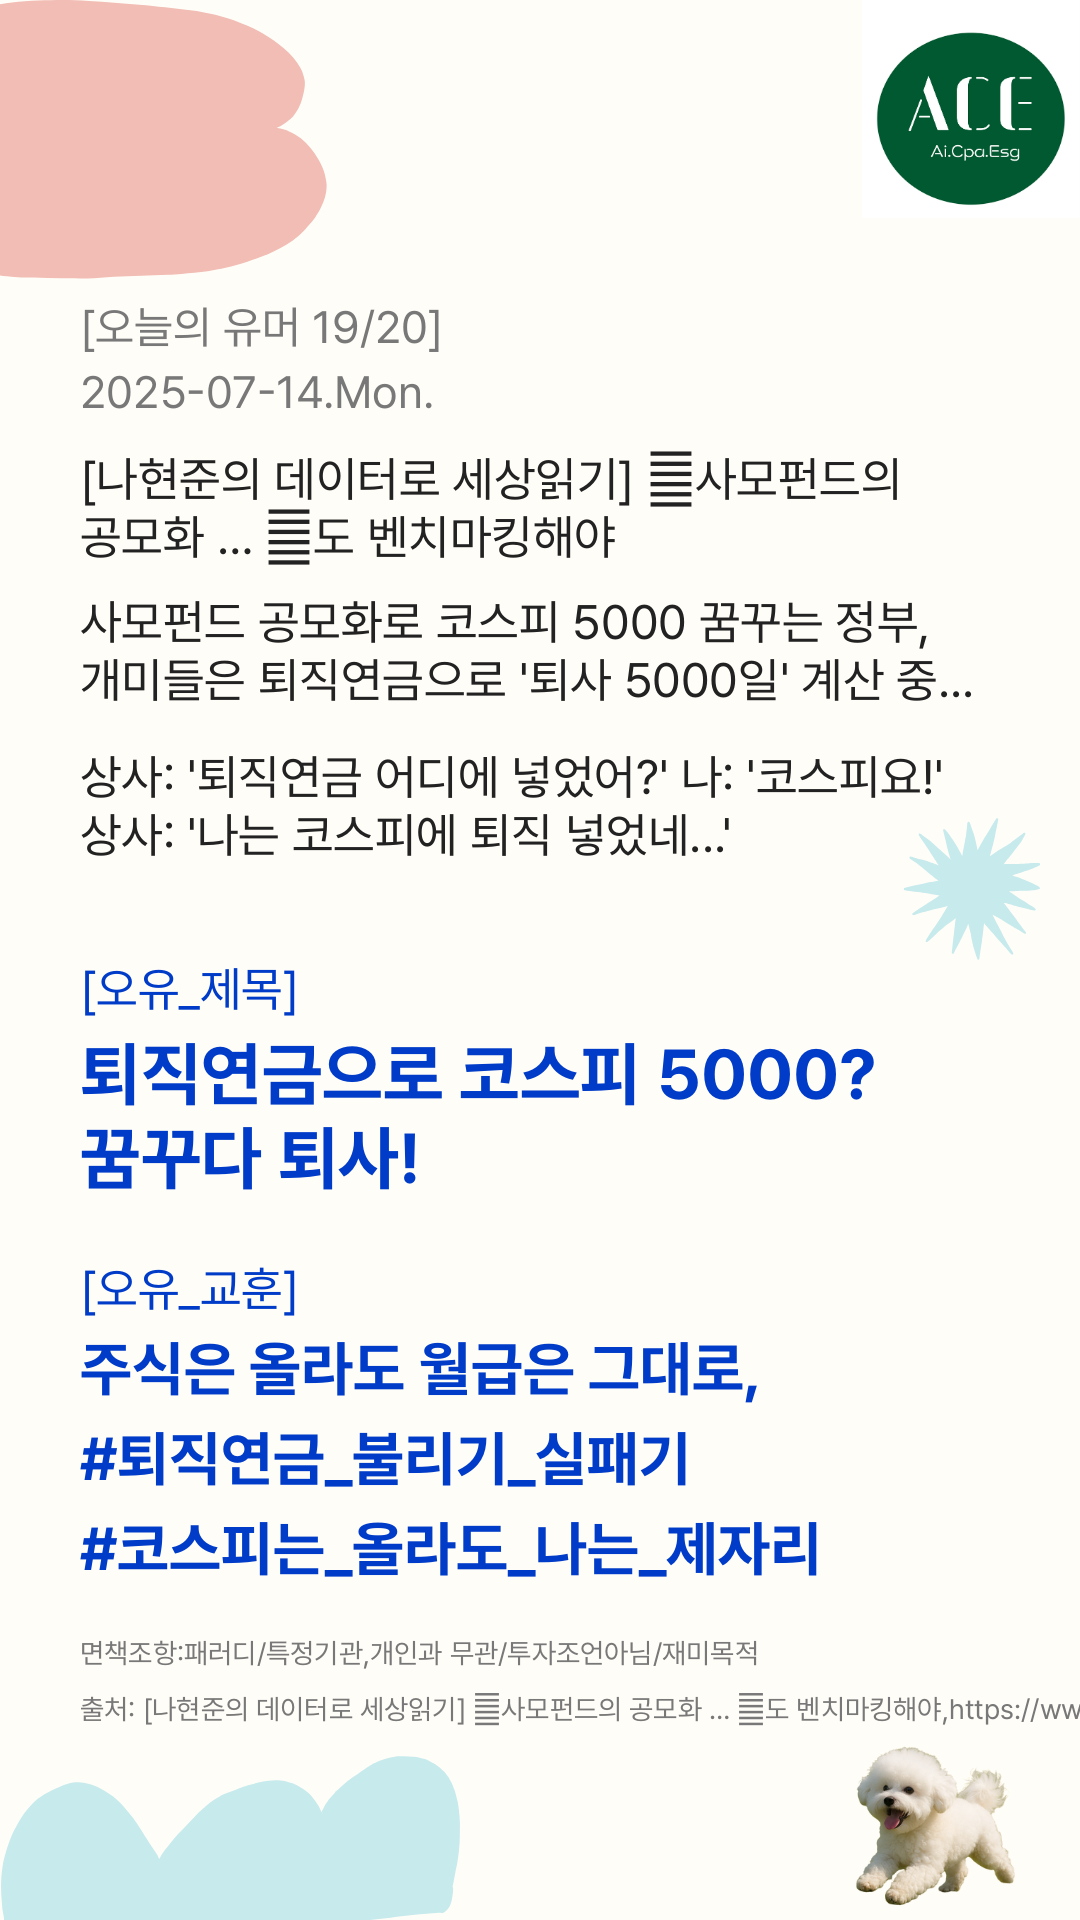 ACE
Ai.Cpa.Esg
[오늘의 유머 19/20]
2025-07-14.Mon.
[나현준의 데이터로 세상읽기] 사모펀드의
공모화 ... 도 벤치마킹해야
사모펀드 공모화로 코스피 5000 꿈꾸는 정부,
개미들은 퇴직연금으로 '퇴사 5000일' 계산 중...
상사: '퇴직연금 어디에 넣었어?' 나: '코스피요!'
상사: '나는 코스피에 퇴직 넣었네...'
[오유_제목]
퇴직연금으로 코스피 5000?
꿈꾸다 퇴사!
[오유_교훈]
주식은 올라도 월급은 그대로,
#퇴직연금_불리기_실패기
#코스피는_올라도_나는_제자리
면책조항:패러디/특정기관,개인과 무관/투자조언아님/재미목적
출처: [나현준의 데이터로 세상읽기] 사모펀드의 공모화 ... 도 벤치마킹해야,https://ww